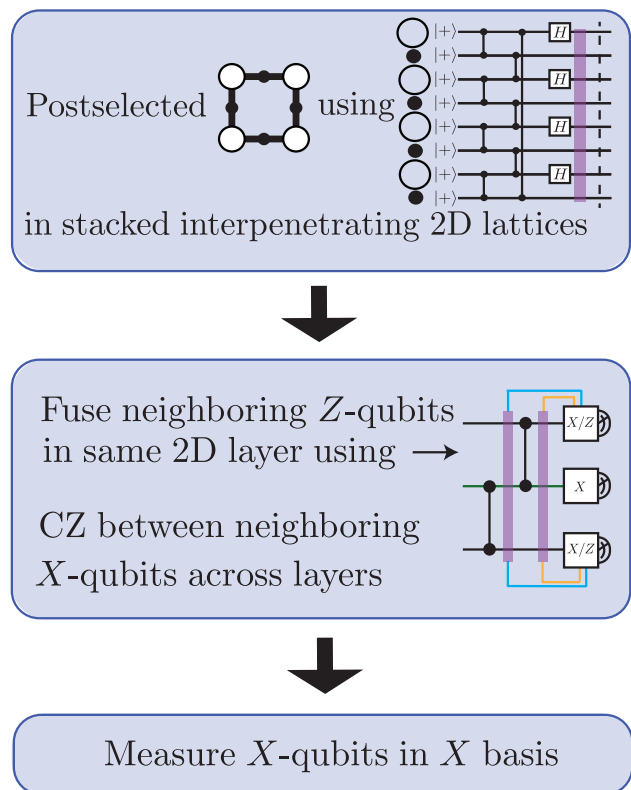 |+⟩ H
|+⟩
|+⟩ H
Postselected using |+⟩
|+⟩ H
|+⟩
|+⟩ H
|+⟩
in stacked interpenetrating 2D lattices
Fuse neighboring Z-qubits X/Z
in same 2D layer using
X
CZ between neighboring
X/Z
X-qubits across layers
Measure X-qubits in X basis